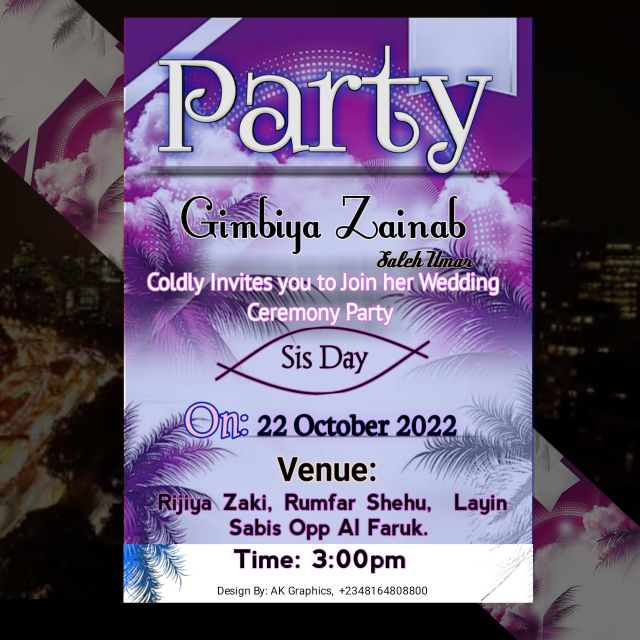 Party
Gimbiya Zainab
Saleh Umar
Coldly Invites you to Join her Wedding
Ceremony Party
Sis Day
On: 22 October 2022
Venue:
Rijiya Zaki, Rumfar Shehu, Layin
Sabis Opp Al Faruk.
Time: 3:00pm
Design By: AK Graphics, +2348164808800